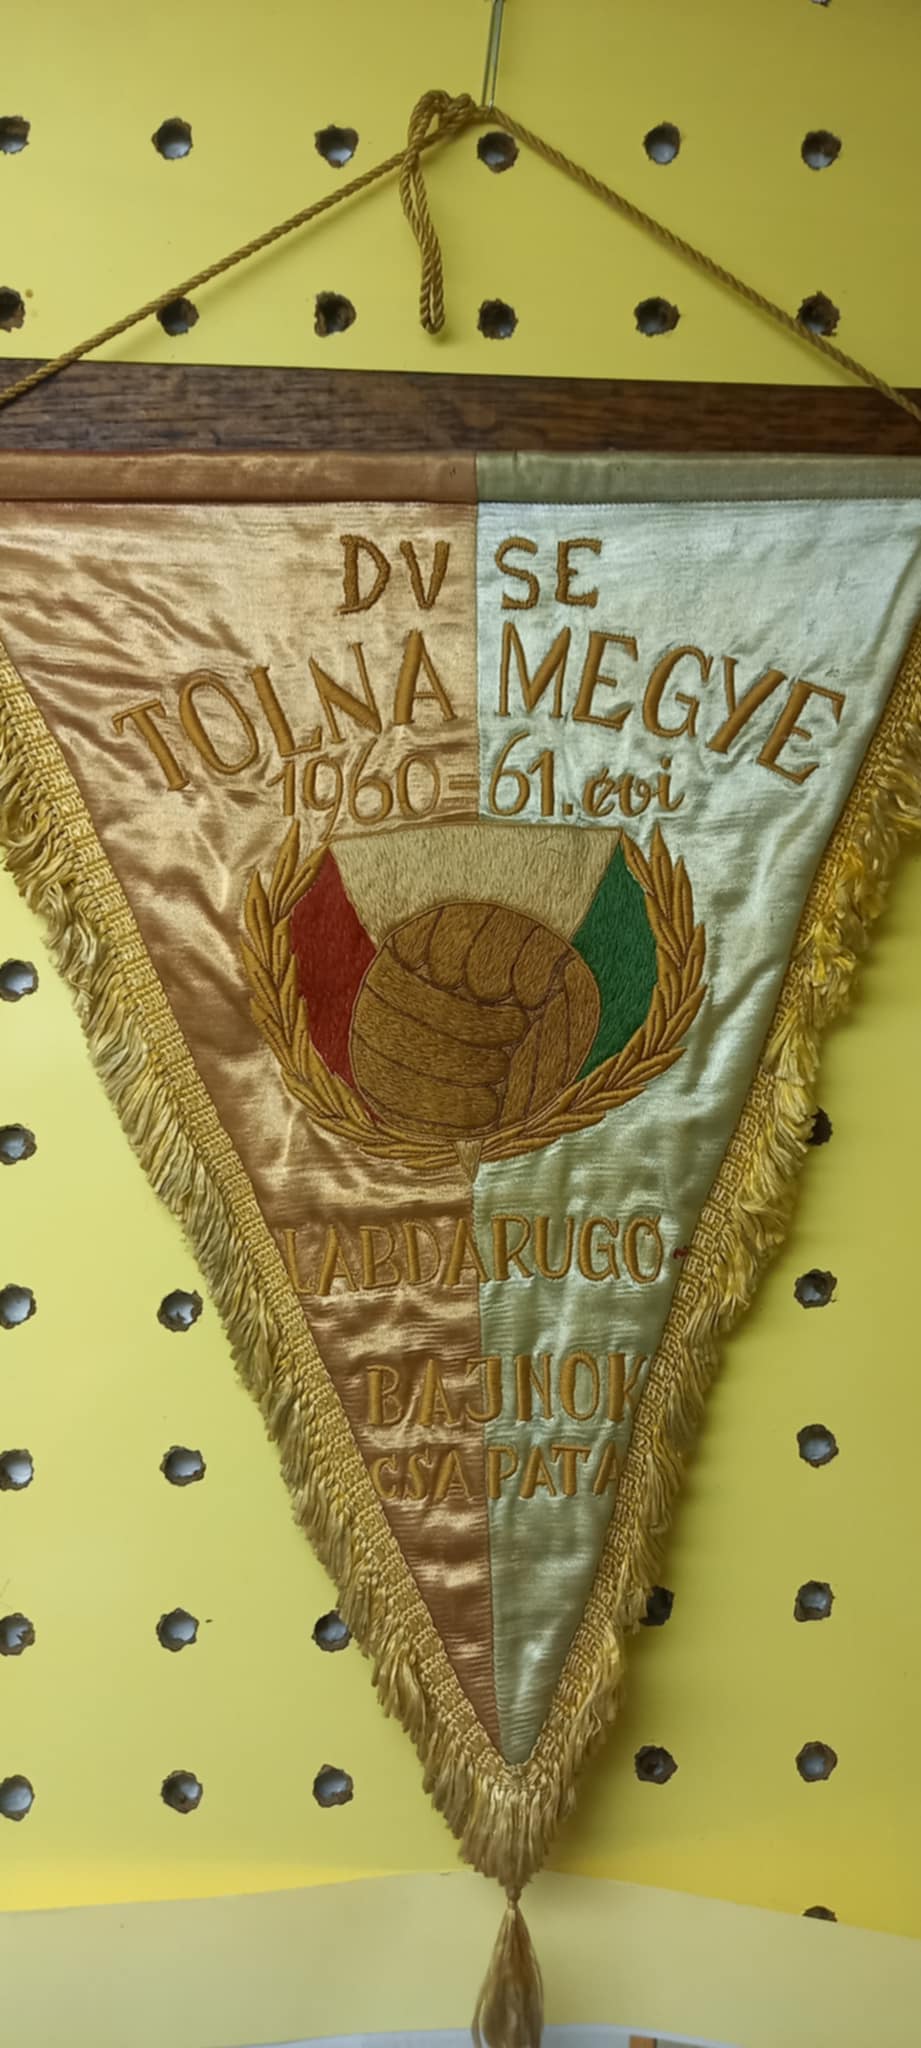 DV SE
TOLNA MEGYE
1960=61.évi
LABDARUGÓ
BAJNOK
CSAPATA